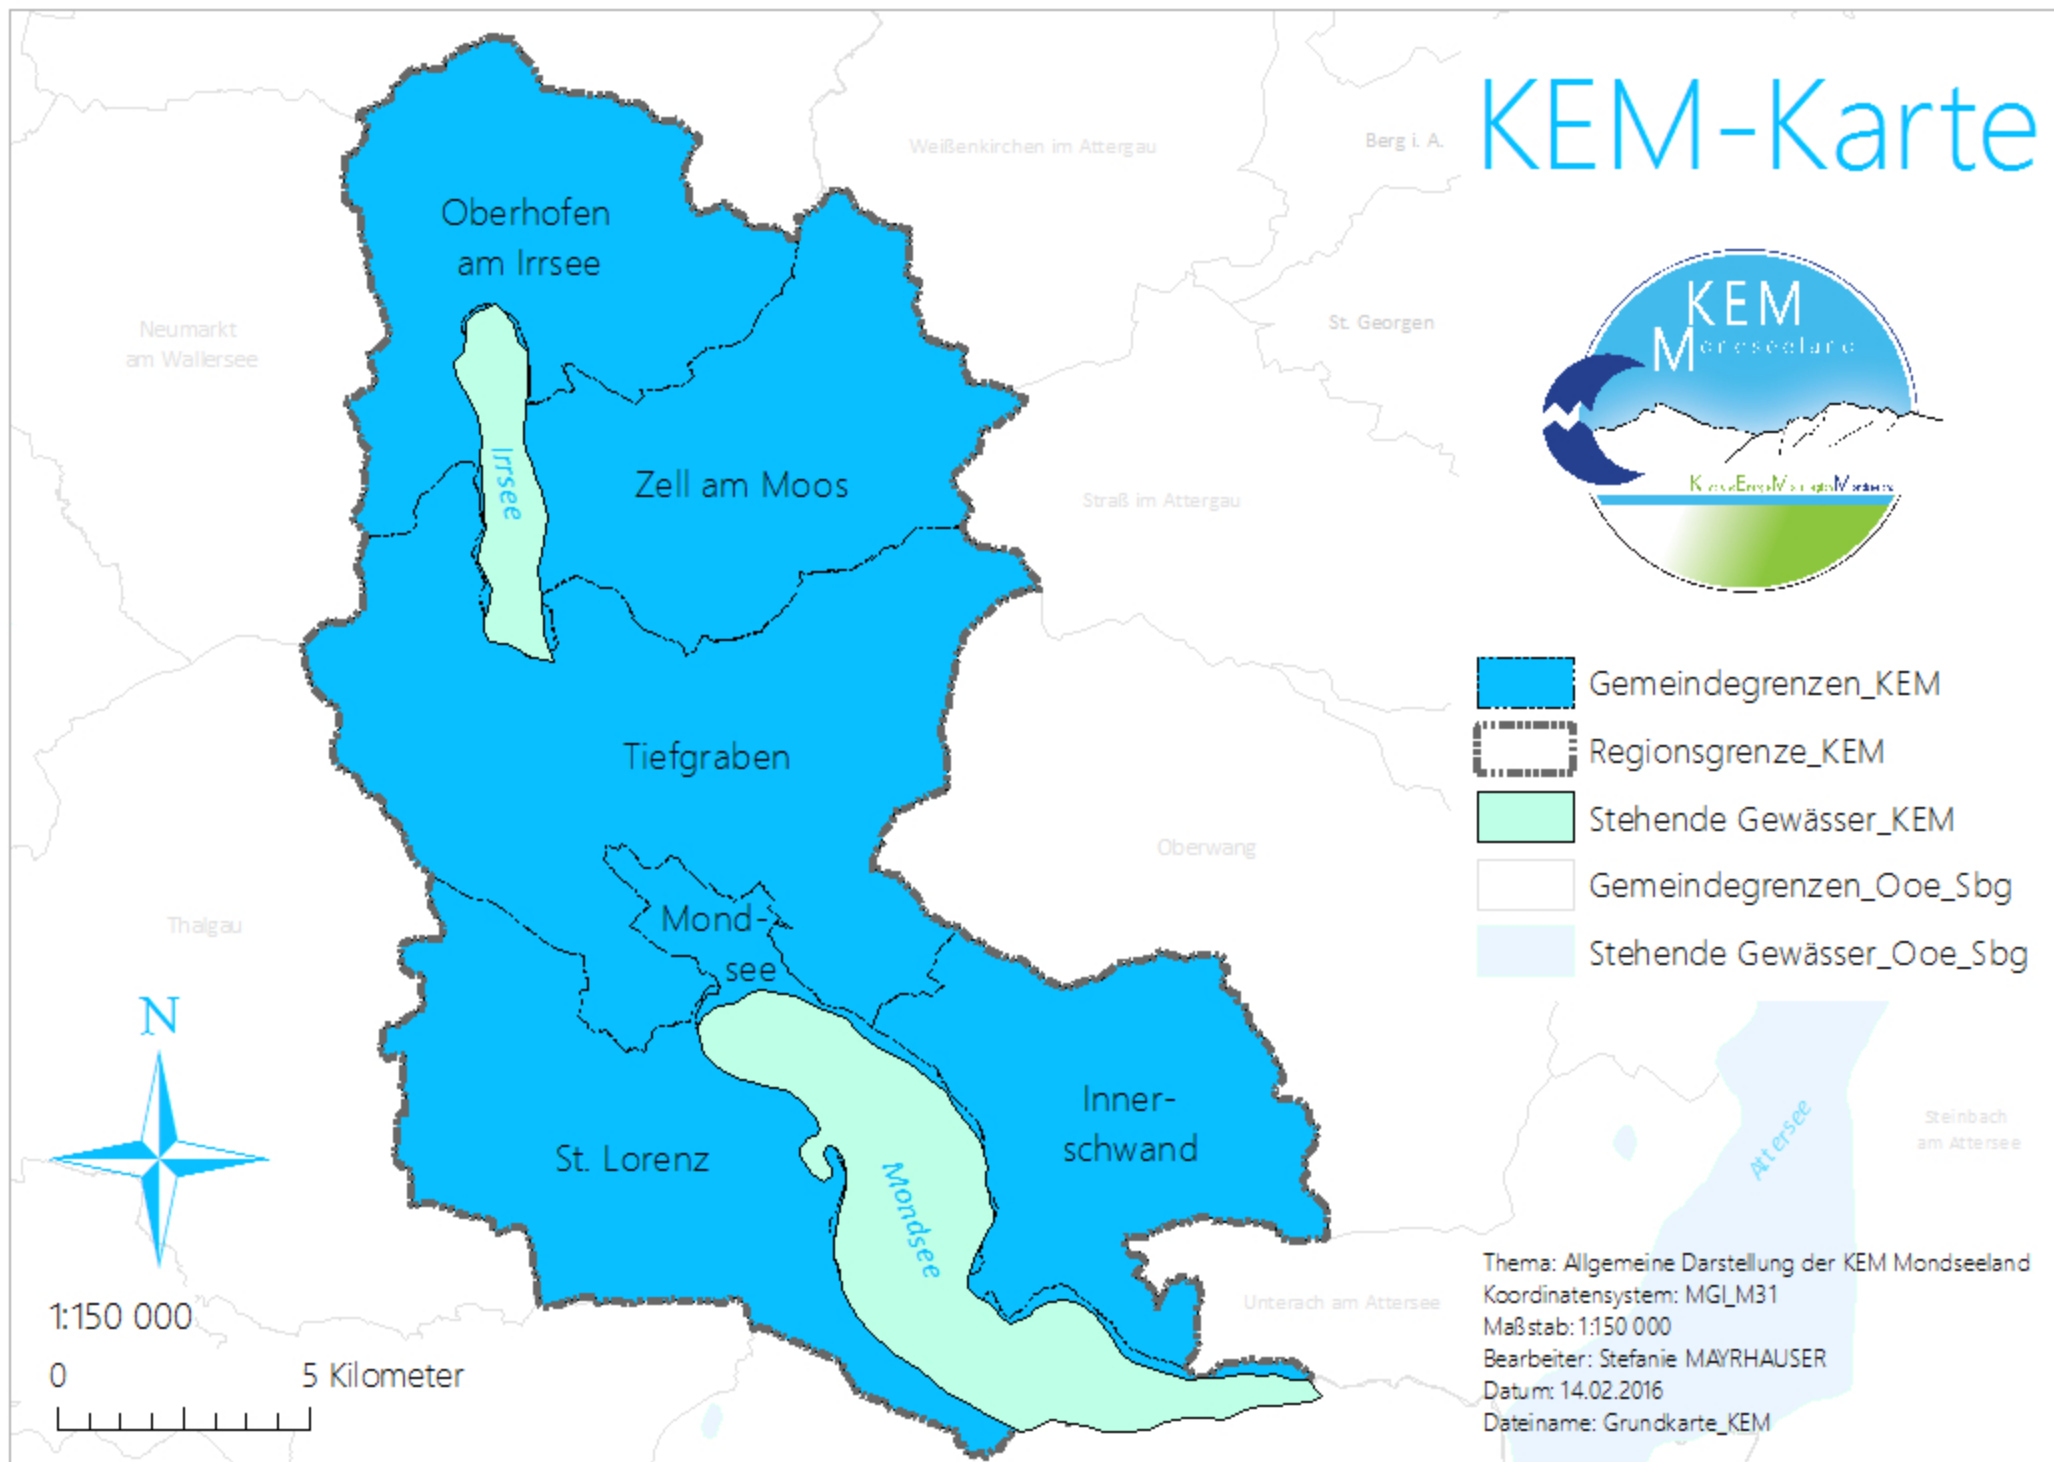 KEM-Karte
Weißenkirchen im Attergau
Berg i. A.
Oberhofen
am Irrsee
Neumarkt
am Wallersee
St. Georgen
KEM
Mondseeland
Irrsee
Zell am Moos
Straß im Attergau
Tiefgraben
Gemeindegrenzen_KEM
Regionsgrenze_KEM
Stehende Gewässer_KEM
Gemeindegrenzen_Ooe_Sbg
Stehende Gewässer_Ooe_Sbg
Oberwang
Thalgau
Mond-
see
N
Inner-
schwand
St. Lorenz
Mondsee
Attersee
Steinbach
am Attersee
Unterach am Attersee
1:150 000
0 5 Kilometer
Thema: Allgemeine Darstellung der KEM Mondseeland
Koordinatensystem: MGI_M31
Maßstab: 1:150 000
Bearbeiter: Stefanie MAYRHAUSER
Datum: 14.02.2016
Dateiname: Grundkarte_KEM